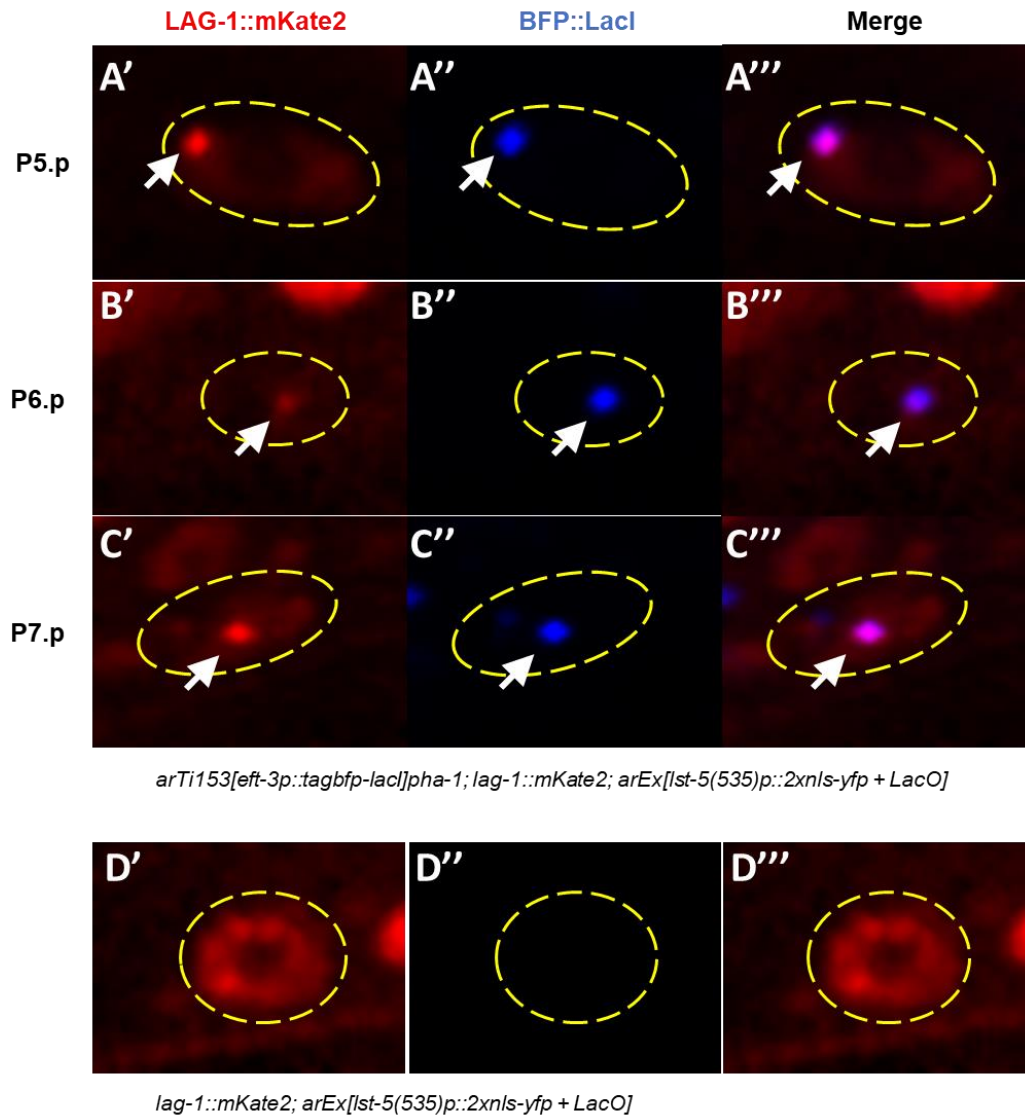 LAG-1::mKate2 BFP::LacI Merge
A' A'' A'''
P5.p
B' B'' B'''
P6.p
C' C'' C'''
P7.p
arTi153[eft-3p::tagbfp-lacI]pha-1; lag-1::mKate2; arEx[lst-5(535)p::2xnls-yfp + LacO]
D' D'' D'''
lag-1::mKate2; arEx[lst-5(535)p::2xnls-yfp + LacO]